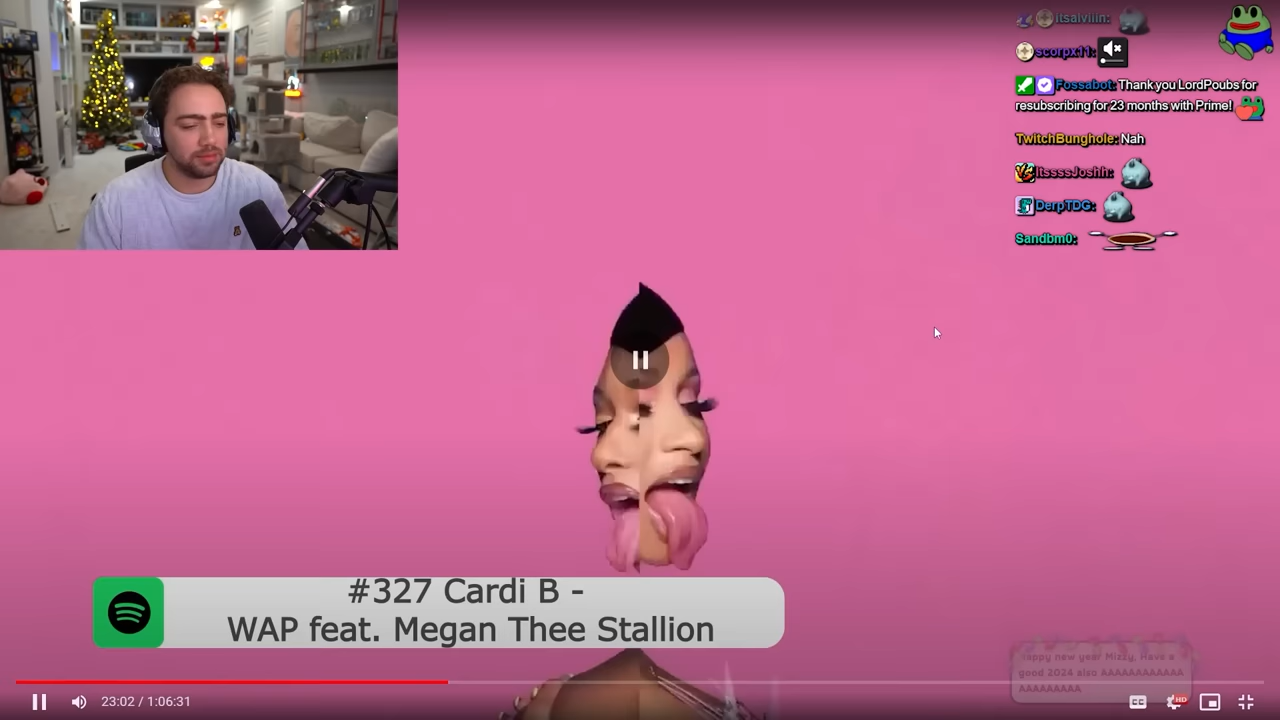 itsalviiin:
scorpx11:
Fossabot: Thank you LordPoubs for
resubscribing for 23 months with Prime!
TwitchBunghole: Nah
ItssssJoshh:
DerpTDG:
Sandbm0:
#327 Cardi B -
WAP feat. Megan Thee Stallion
Happy new year Mizzy, Have a
good 2024 also AAAAAAAAAAAA
AAAAAAAAA
23:02 / 1:06:31
CC
HD